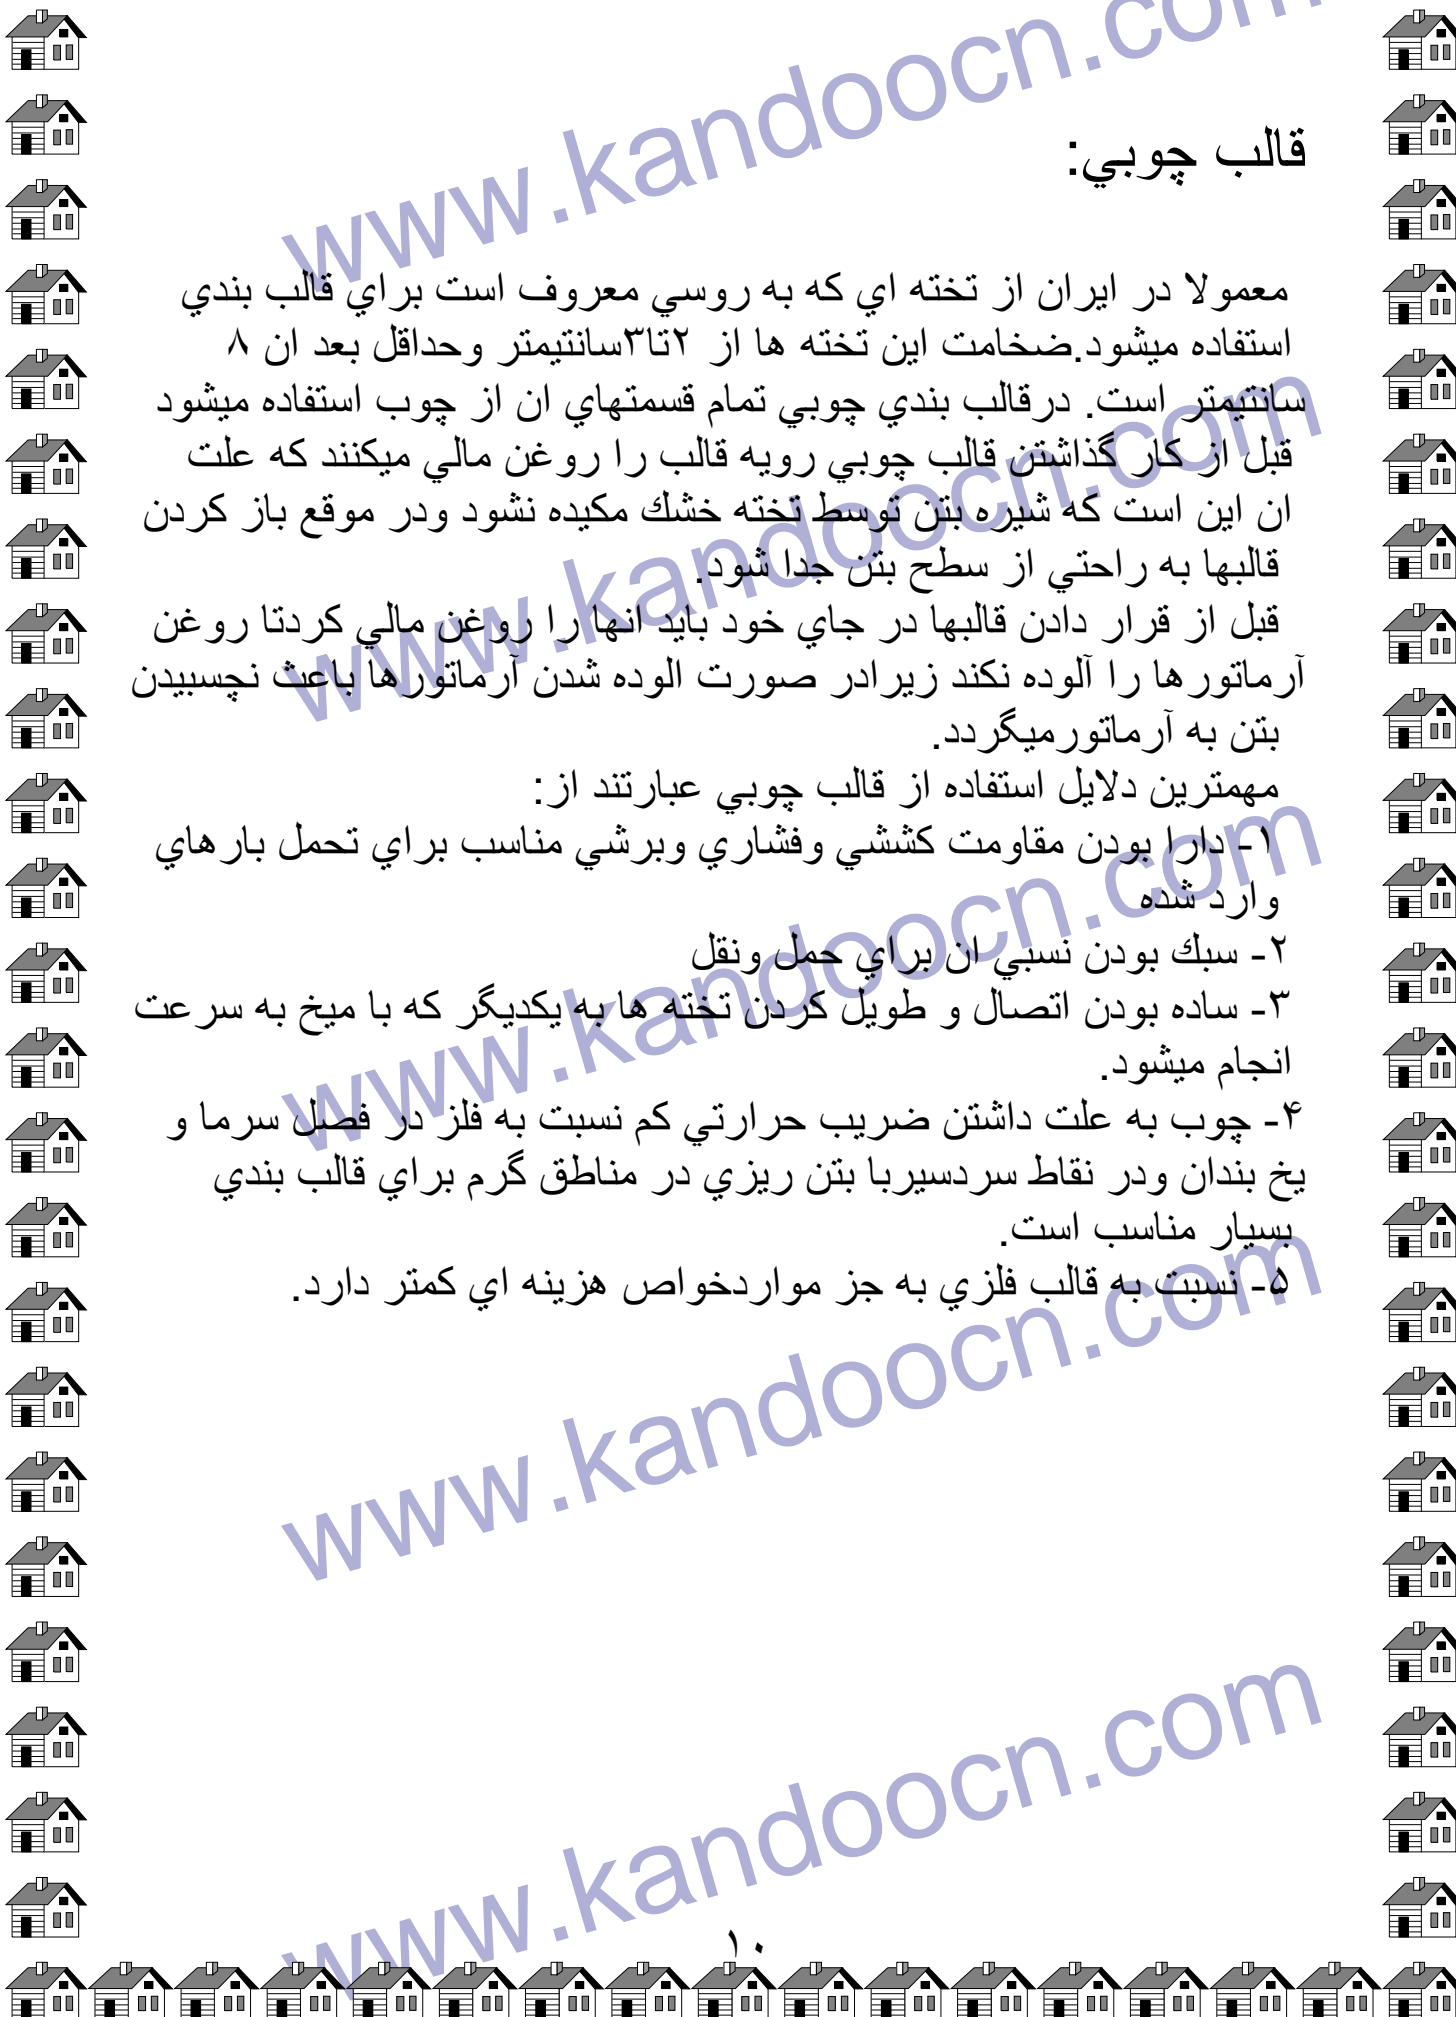 www.kandoocn.com
قالب چوبي:
معمولا در ايران از تخته اي كه به روسي معروف است براي قالب بندي
استفاده ميشود.ضخامت اين تخته ها از ۲تا۳سانتيمتر وحداقل بعد ان ۸
سانتيمتر است. درقالب بندي چوبي تمام قسمتهاي ان از چوب استفاده ميشود
قبل از كار گذاشتن قالب چوبي رويه قالب را روغن مالي ميكنند كه علت
ان اين است كه شيره بتن توسط تخته خشك مكيده نشود ودر موقع باز كردن
قالبها به راحتي از سطح بتن جدا شود.
www.kandoocn.com
قبل از قرار دادن قالبها در جاي خود بايد انها را روغن مالي كردتا روغن
آرماتورها را آلوده نكند زيرادر صورت الوده شدن آرماتورها باعث نچسبيدن
بتن به آرماتورميگردد.
مهمترين دلايل استفاده از قالب چوبي عبارتند از:
۱- دارا بودن مقاومت كششي وفشاري وبرشي مناسب براي تحمل بارهاي
وارد شده
۲- سبك بودن نسبي ان براي حمل ونقل
www.kandoocn.com
۳- ساده بودن اتصال و طويل كردن تخته ها به يكديگر كه با ميخ به سرعت
انجام ميشود.
۴- چوب به علت داشتن ضريب حرارتي كم نسبت به فلز در فصل سرما و
يخ بندان ودر نقاط سردسيربا بتن ريزي در مناطق گرم براي قالب بندي
بسيار مناسب است.
۵- نسبت به قالب فلزي به جز مواردخواص هزينه اي كمتر دارد.
www.kandoocn.com
www.kandoocn.com
۱۰